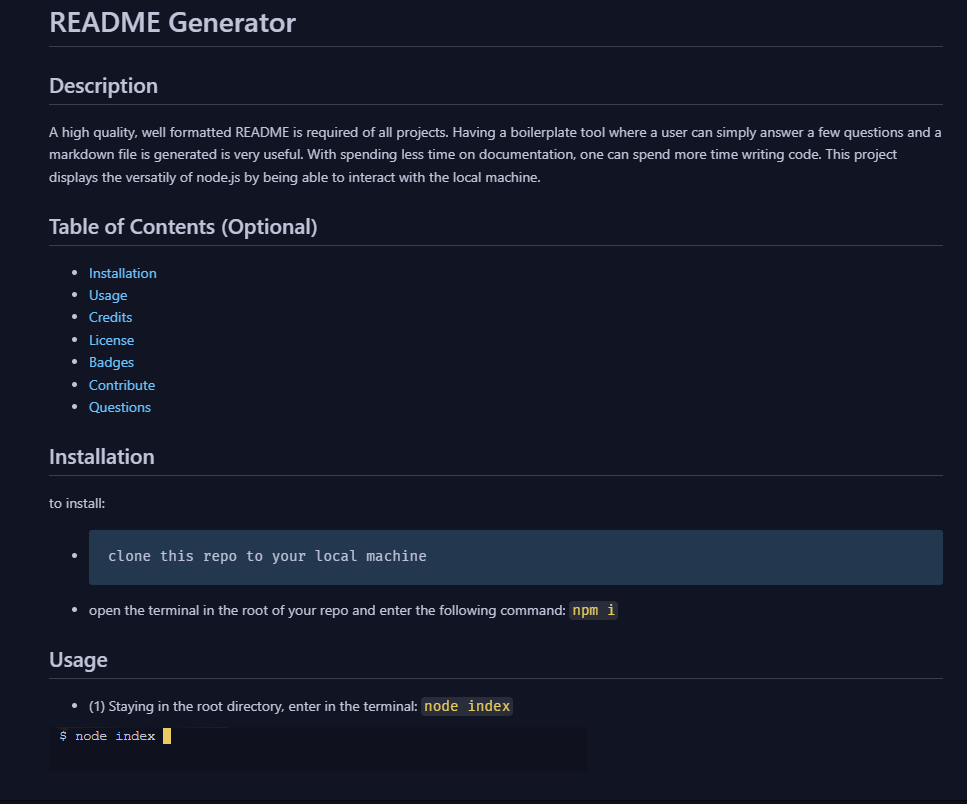 README Generator
Description
A high quality, well formatted README is required of all projects. Having a boilerplate tool where a user can simply answer a few questions and a
markdown file is generated is very useful. With spending less time on documentation, one can spend more time writing code. This project
displays the versatily of node.js by being able to interact with the local machine.
Table of Contents (Optional)
Installation
Usage
Credits
License
Badges
Contribute
Questions
Installation
to install:
clone this repo to your local machine
open the terminal in the root of your repo and enter the following command: npm i
Usage
(1) Staying in the root directory, enter in the terminal: node index
$ node index